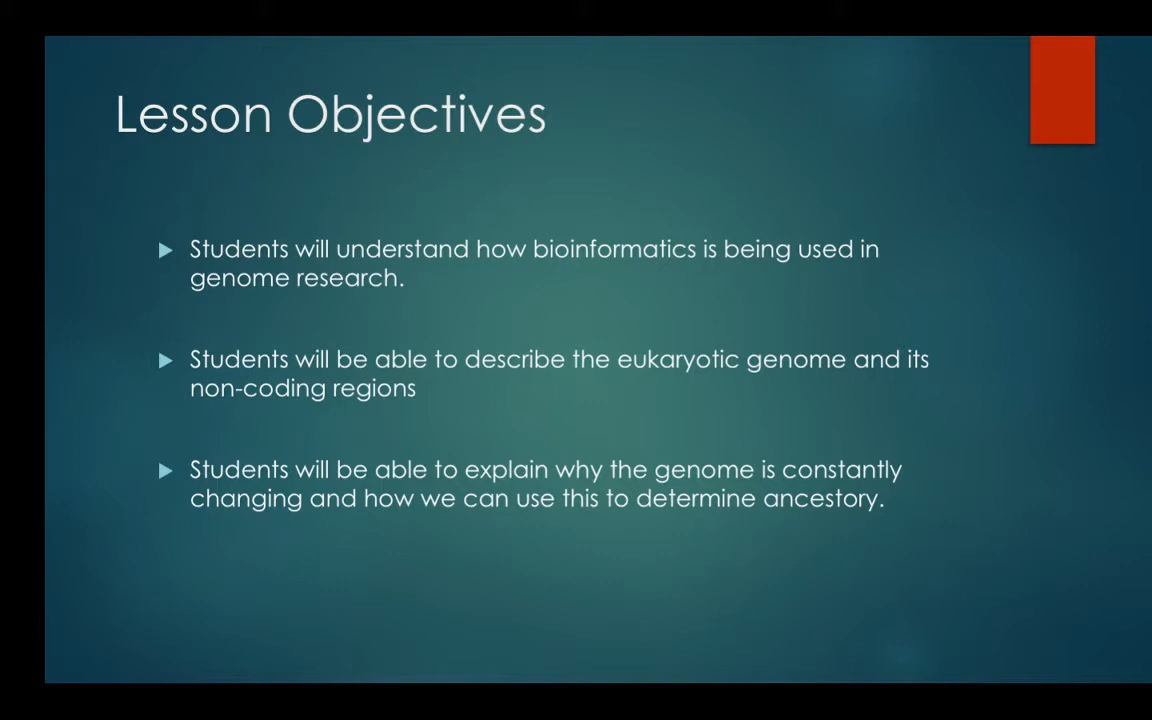 Lesson Objectives
Students will understand how bioinformatics is being used in
genome research.
Students will be able to describe the eukaryotic genome and its
non-coding regions
Students will be able to explain why the genome is constantly
changing and how we can use this to determine ancestory.